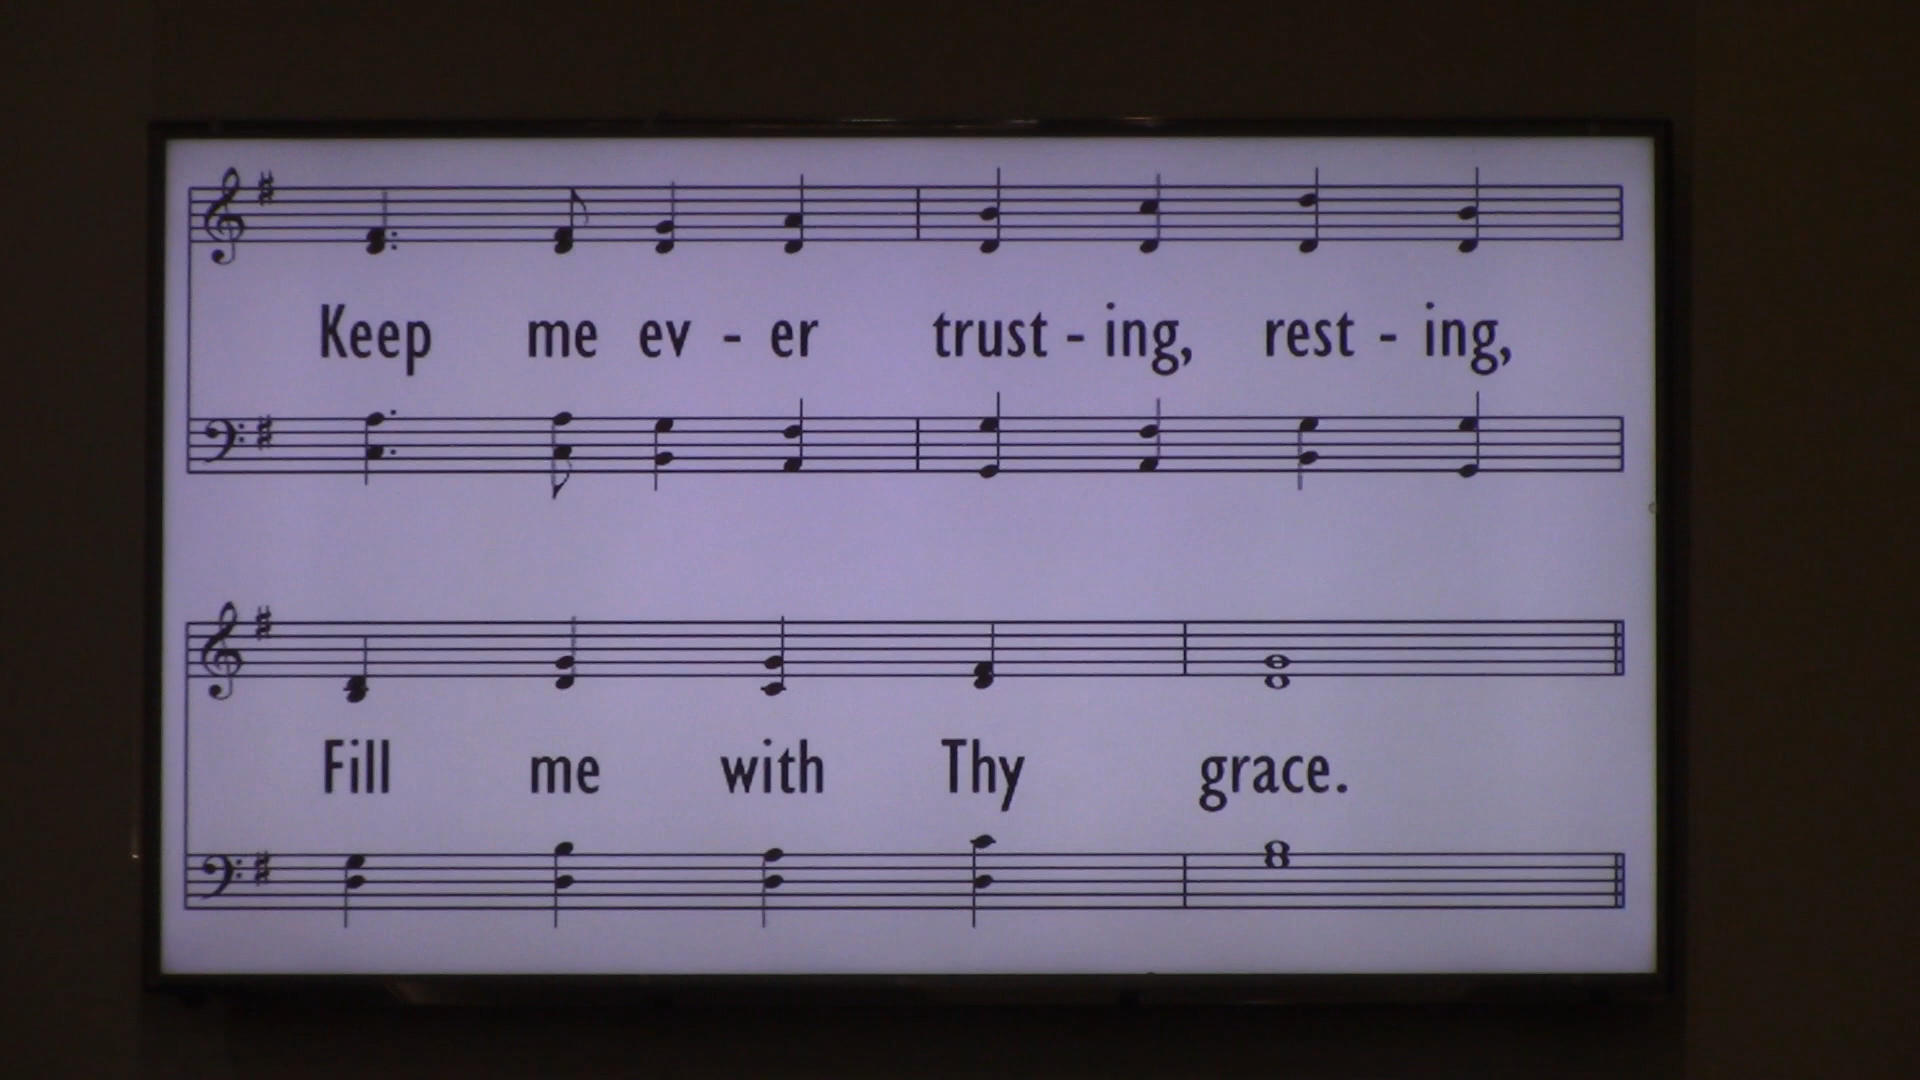 Keep me ev - er trust - ing, rest - ing,
Fill me with Thy grace.